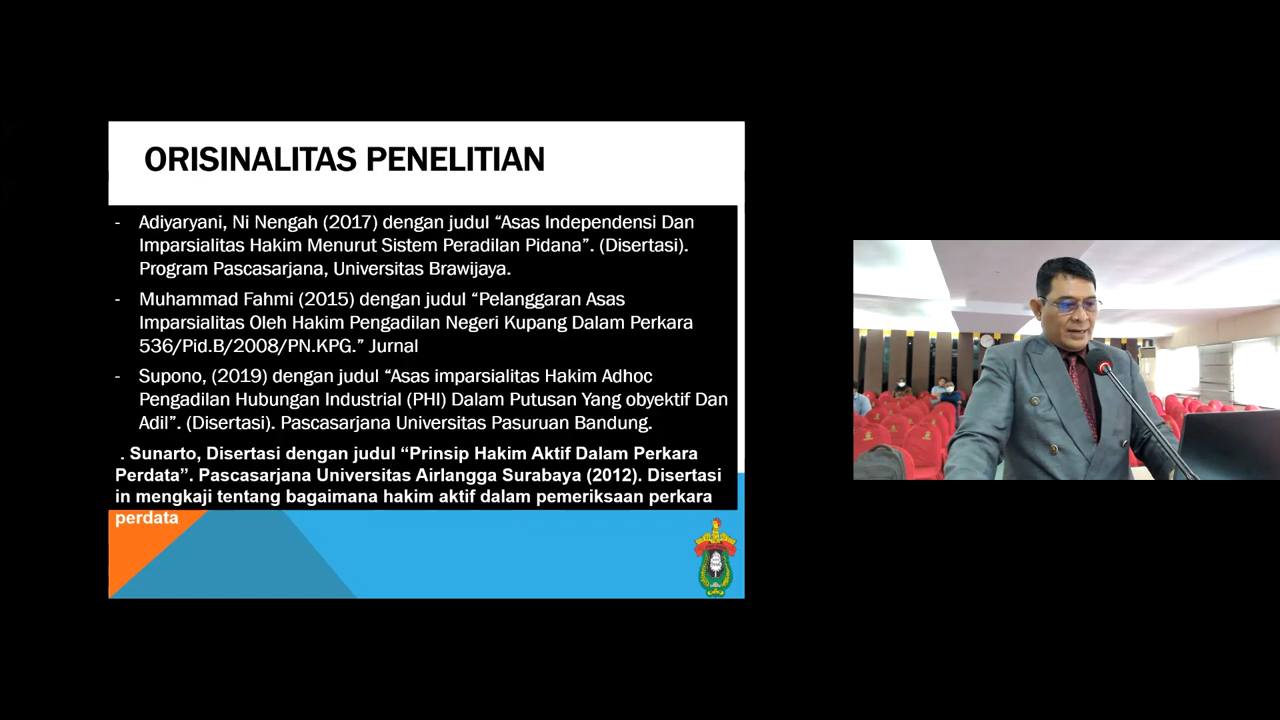 ORISINALITAS PENELITIAN
- Adiyaryani, Ni Nengah (2017) dengan judul “Asas Independensi Dan
Imparsialitas Hakim Menurut Sistem Peradilan Pidana”. (Disertasi).
Program Pascasarjana, Universitas Brawijaya.
- Muhammad Fahmi (2015) dengan judul “Pelanggaran Asas
Imparsialitas Oleh Hakim Pengadilan Negeri Kupang Dalam Perkara
536/Pid.B/2008/PN.KPG.” Jurnal
- Supono, (2019) dengan judul “Asas imparsialitas Hakim Adhoc
Pengadilan Hubungan Industrial (PHI) Dalam Putusan Yang obyektif Dan
Adil”. (Disertasi). Pascasarjana Universitas Pasuruan Bandung.
. Sunarto, Disertasi dengan judul “Prinsip Hakim Aktif Dalam Perkara
Perdata”. Pascasarjana Universitas Airlangga Surabaya (2012). Disertasi
in mengkaji tentang bagaimana hakim aktif dalam pemeriksaan perkara
perdata